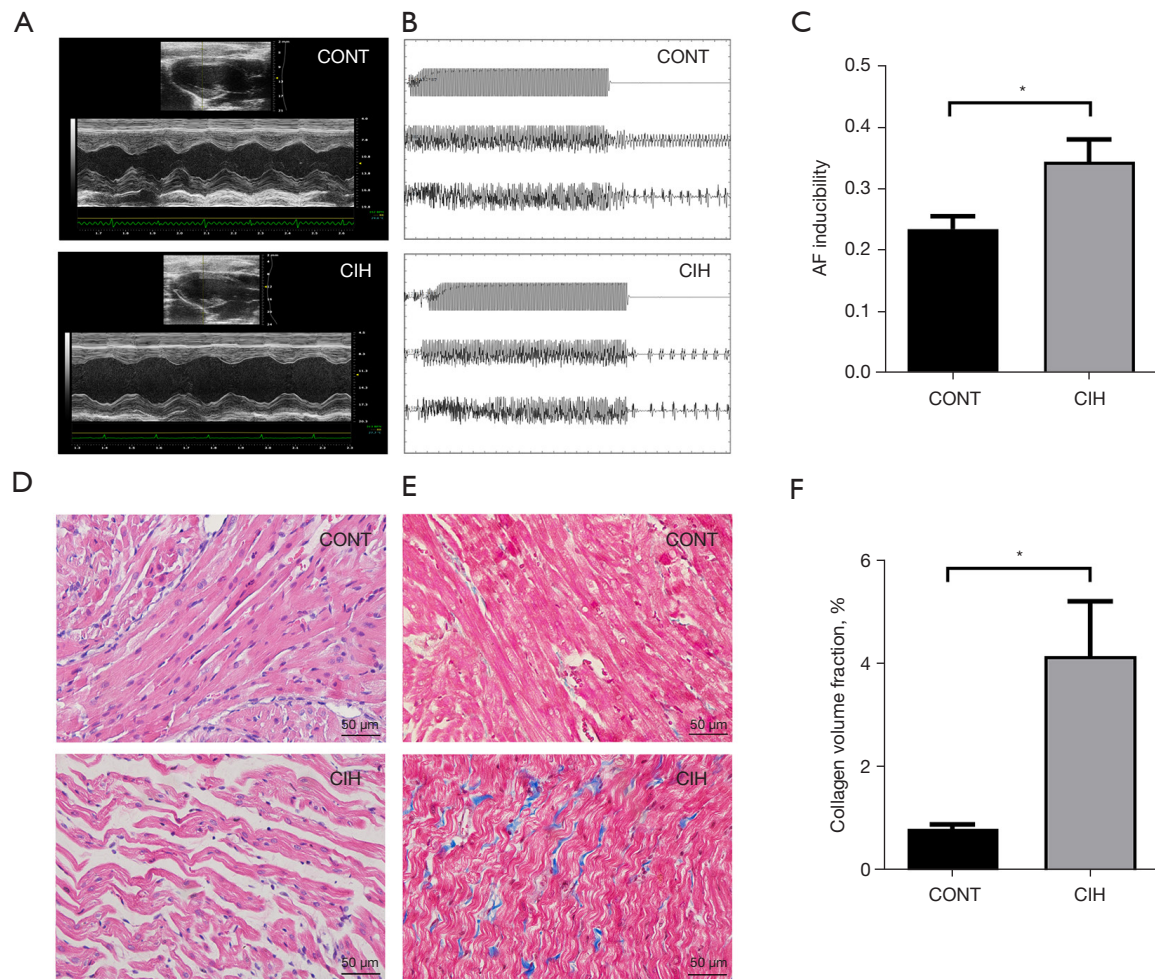 A
B
C
CONT
CONT
CIH
CIH
AF inducibility
0.5
0.4
0.3
0.2
0.1
0.0
*
CONT
CIH
D
E
F
CONT
50 µm
CONT
50 µm
CIH
50 µm
CIH
50 µm
Collagen volume fraction, %
6
4
2
0
*
CONT
CIH